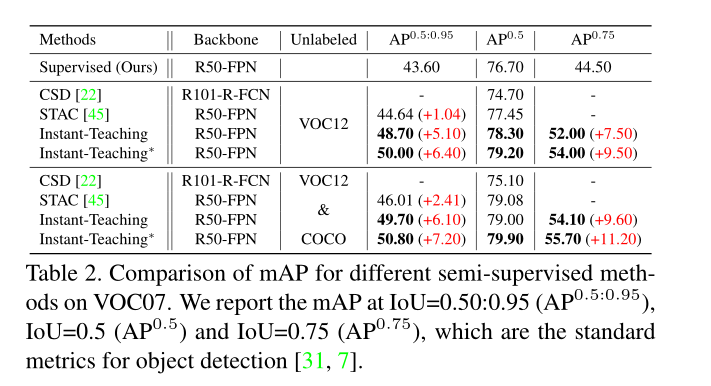 Methods Backbone Unlabeled AP^0.5:0.95 AP^0.5 AP^0.75
Supervised (Ours) R50-FPN 43.60 76.70 44.50
CSD [22] R101-R-FCN VOC12 - 74.70 -
STAC [45] R50-FPN 44.64 (+1.04) 77.45 -
Instant-Teaching R50-FPN 48.70 (+5.10) 78.30 52.00 (+7.50)
Instant-Teaching* R50-FPN 50.00 (+6.40) 79.20 54.00 (+9.50)
CSD [22] R101-R-FCN VOC12 - 75.10 -
STAC [45] R50-FPN & 46.01 (+2.41) 79.08 -
Instant-Teaching R50-FPN 49.70 (+6.10) 79.00 54.10 (+9.60)
Instant-Teaching* R50-FPN COCO 50.80 (+7.20) 79.90 55.70 (+11.20)
Table 2. Comparison of mAP for different semi-supervised meth-
ods on VOC07. We report the mAP at IoU=0.50:0.95 (AP^0.5:0.95),
IoU=0.5 (AP^0.5) and IoU=0.75 (AP^0.75), which are the standard
metrics for object detection [31, 7].